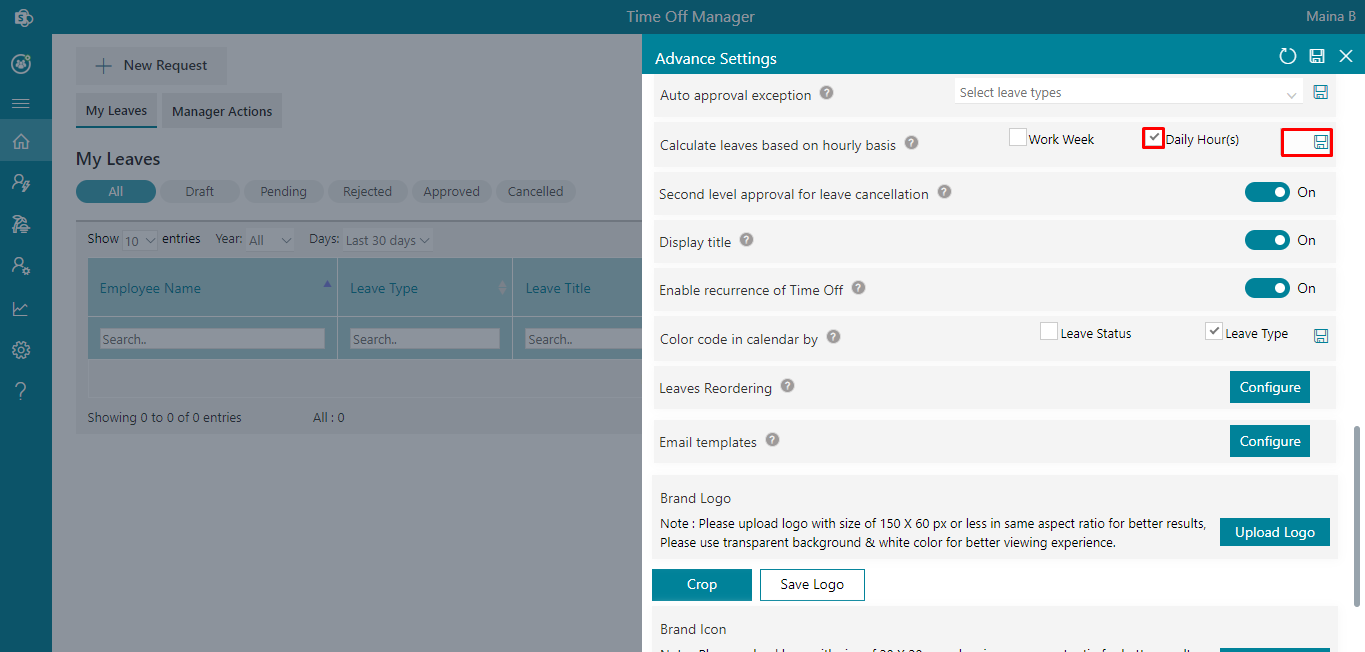 Time Off Manager
Maina B
New Request
My Leaves
Manager Actions
My Leaves
All
Draft
Pending
Rejected
Approved
Cancelled
Show 10 entries Year: All Days: Last 30 days
Employee Name
Leave Type
Leave Title
Search..
Search..
Search..
Showing 0 to 0 of 0 entries
All : 0
Advance Settings
Auto approval exception ?
Select leave types
Calculate leaves based on hourly basis ?
Work Week
Daily Hour(s)
Second level approval for leave cancellation ?
On
Display title ?
On
Enable recurrence of Time Off ?
On
Color code in calendar by ?
Leave Status
Leave Type
Leaves Reordering ?
Configure
Email templates ?
Configure
Brand Logo
Note : Please upload logo with size of 150 X 60 px or less in same aspect ratio for better results,
Please use transparent background & white color for better viewing experience.
Upload Logo
Crop
Save Logo
Brand Icon